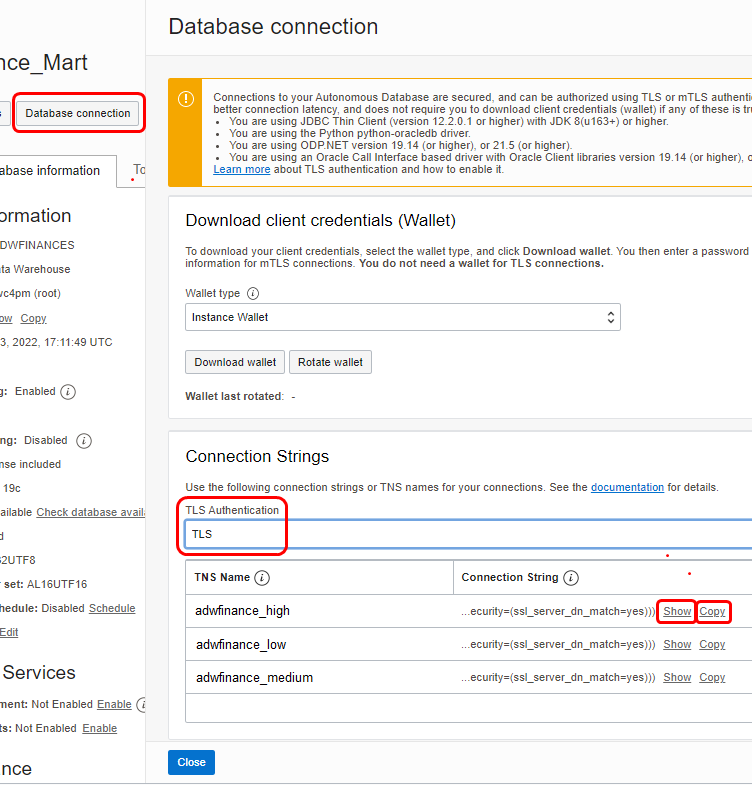 Database connection
nce_Mart
Database connection
abase information
To
ormation
DWFINANCES
ata Warehouse
vc4pm (root)
ow Copy
3, 2022, 17:11:49 UTC
g: Enabled
ng: Disabled
nse included
19c
ailable Check database availa
d
32UTF8
r set: AL16UTF16
chedule: Disabled Schedule
Edit
Services
ment: Not Enabled Enable
ts: Not Enabled Enable
nce
Connections to your Autonomous Database are secured, and can be authorized using TLS or mTLS authenti
better connection latency, and does not require you to download client credentials (wallet) if any of these is tru
• You are using JDBC Thin Client (version 12.2.0.1 or higher) with JDK 8(u163+) or higher.
• You are using the Python python-oracledb driver.
• You are using ODP.NET version 19.14 (or higher), or 21.5 (or higher).
• You are using an Oracle Call Interface based driver with Oracle Client libraries version 19.14 (or higher), o
Learn more about TLS authentication and how to enable it.
Download client credentials (Wallet)
To download your client credentials, select the wallet type, and click Download wallet. You then enter a password
information for mTLS connections. You do not need a wallet for TLS connections.
Wallet type
Instance Wallet
Download wallet Rotate wallet
Wallet last rotated: -
Connection Strings
Use the following connection strings or TNS names for your connections. See the documentation for details.
TLS Authentication
TLS
TNS Name Connection String
adwfinance_high ...ecurity=(ssl_server_dn_match=yes))) Show Copy
adwfinance_low ...ecurity=(ssl_server_dn_match=yes))) Show Copy
adwfinance_medium ...ecurity=(ssl_server_dn_match=yes))) Show Copy
Close